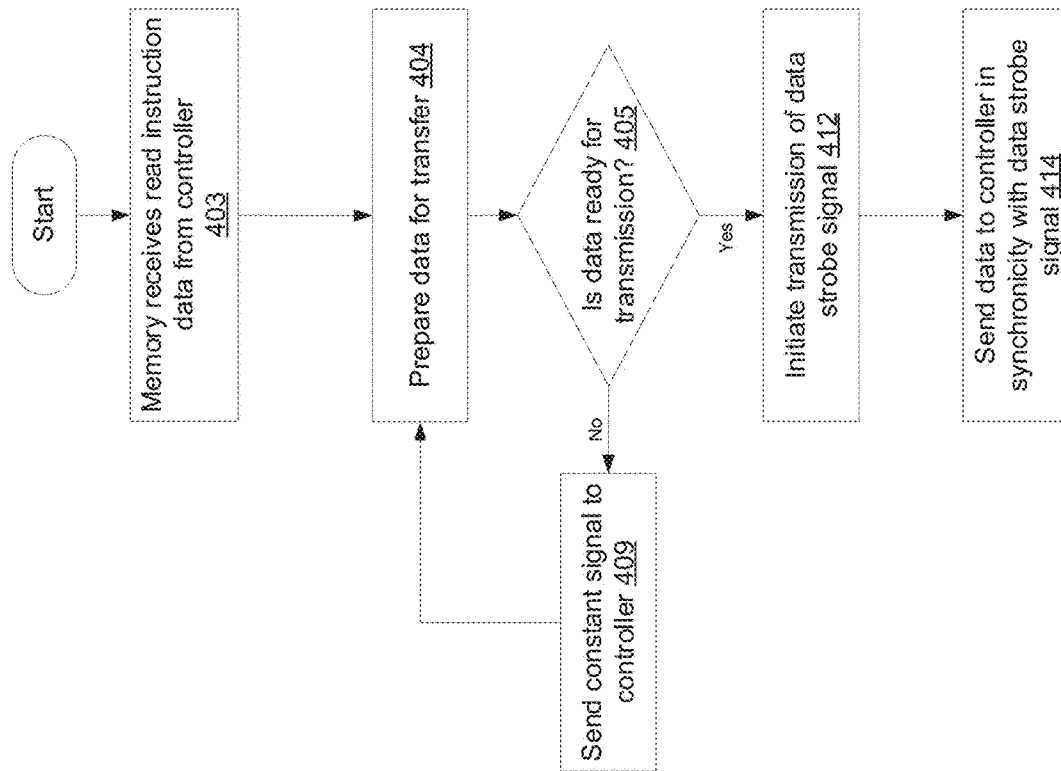 Start
Memory receives read instruction
data from controller
403
Prepare data for transfer 404
Is data ready for
transmission? 405
No
Send constant signal to
controller 409
Yes
Initiate transmission of data
strobe signal 412
Send data to controller in
synchronicity with data strobe
signal 414